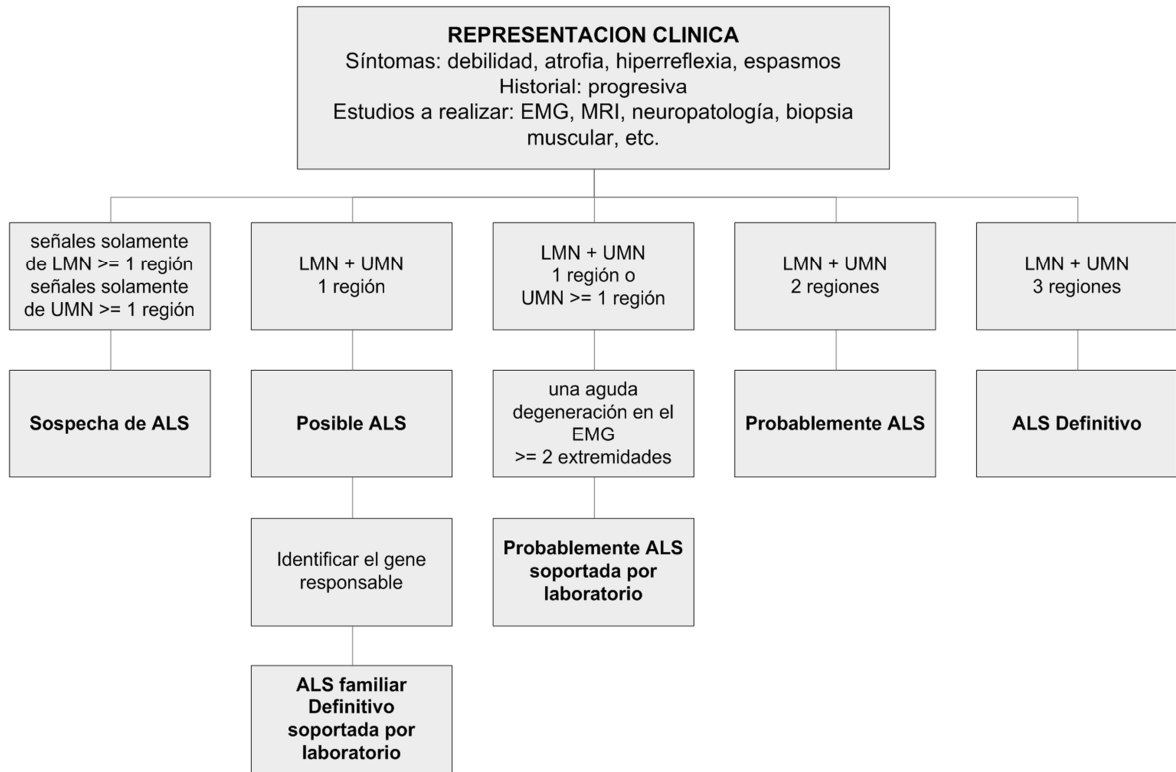 REPRESENTACION CLINICA
Síntomas: debilidad, atrofia, hiperreflexia, espasmos
Historial: progresiva
Estudios a realizar: EMG, MRI, neuropatología, biopsia
muscular, etc.
señales solamente
de LMN >= 1 región
señales solamente
de UMN >= 1 región
LMN + UMN
1 región
LMN + UMN
1 región o
UMN >= 1 región
LMN + UMN
2 regiones
LMN + UMN
3 regiones
Sospecha de ALS
Posible ALS
una aguda
degeneración en el
EMG
>= 2 extremidades
Probablemente ALS
ALS Definitivo
Identificar el gene
responsable
Probablemente ALS
soportada por
laboratorio
ALS familiar
Definitivo
soportada por
laboratorio